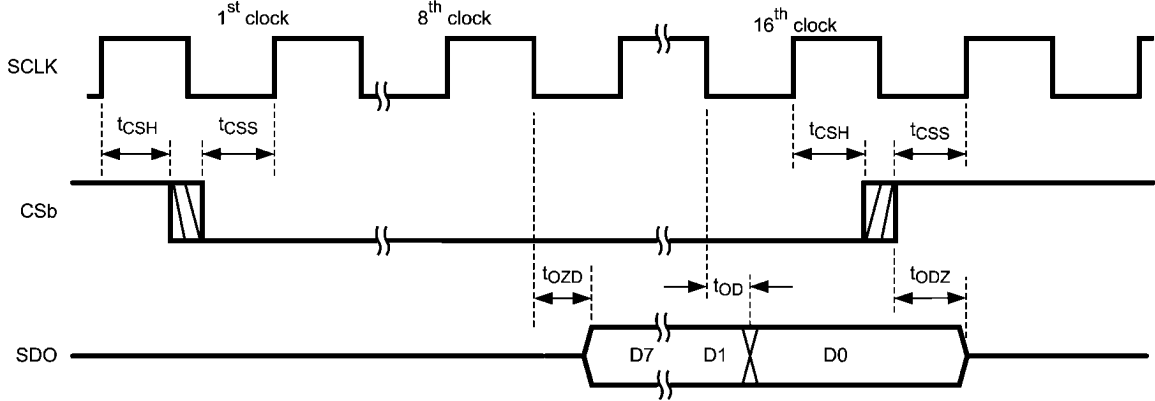 1st clock 8th clock 16th clock
SCLK
tCSH tCSS tCSH tCSS
CSb
tOZD tOD tODZ
SDO D7 D1 D0